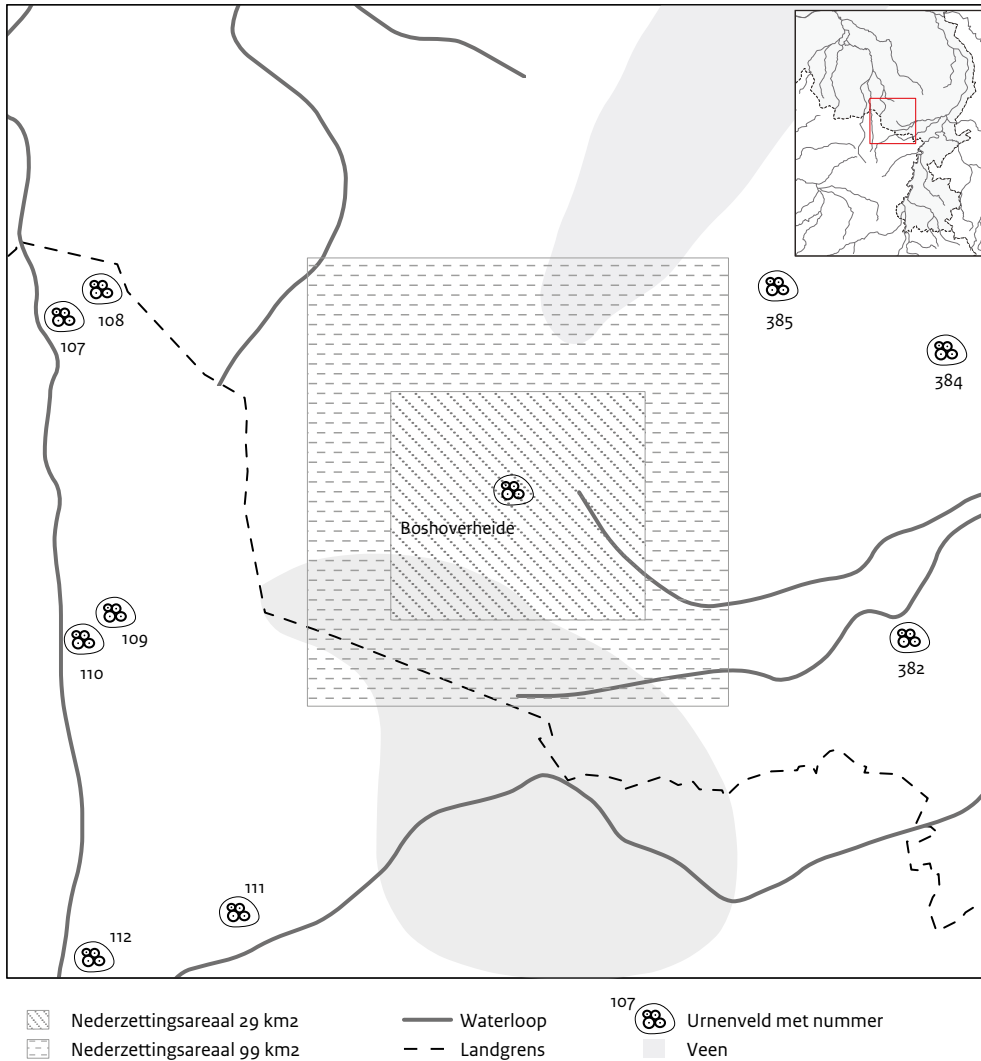 385
108
107
384
Boshoverheide
109
382
110
111
112
107
Nederzettingsareaal 29 km2
Waterloop
Urnenveld met nummer
Nederzettingsareaal 99 km2
Landgrens
Veen